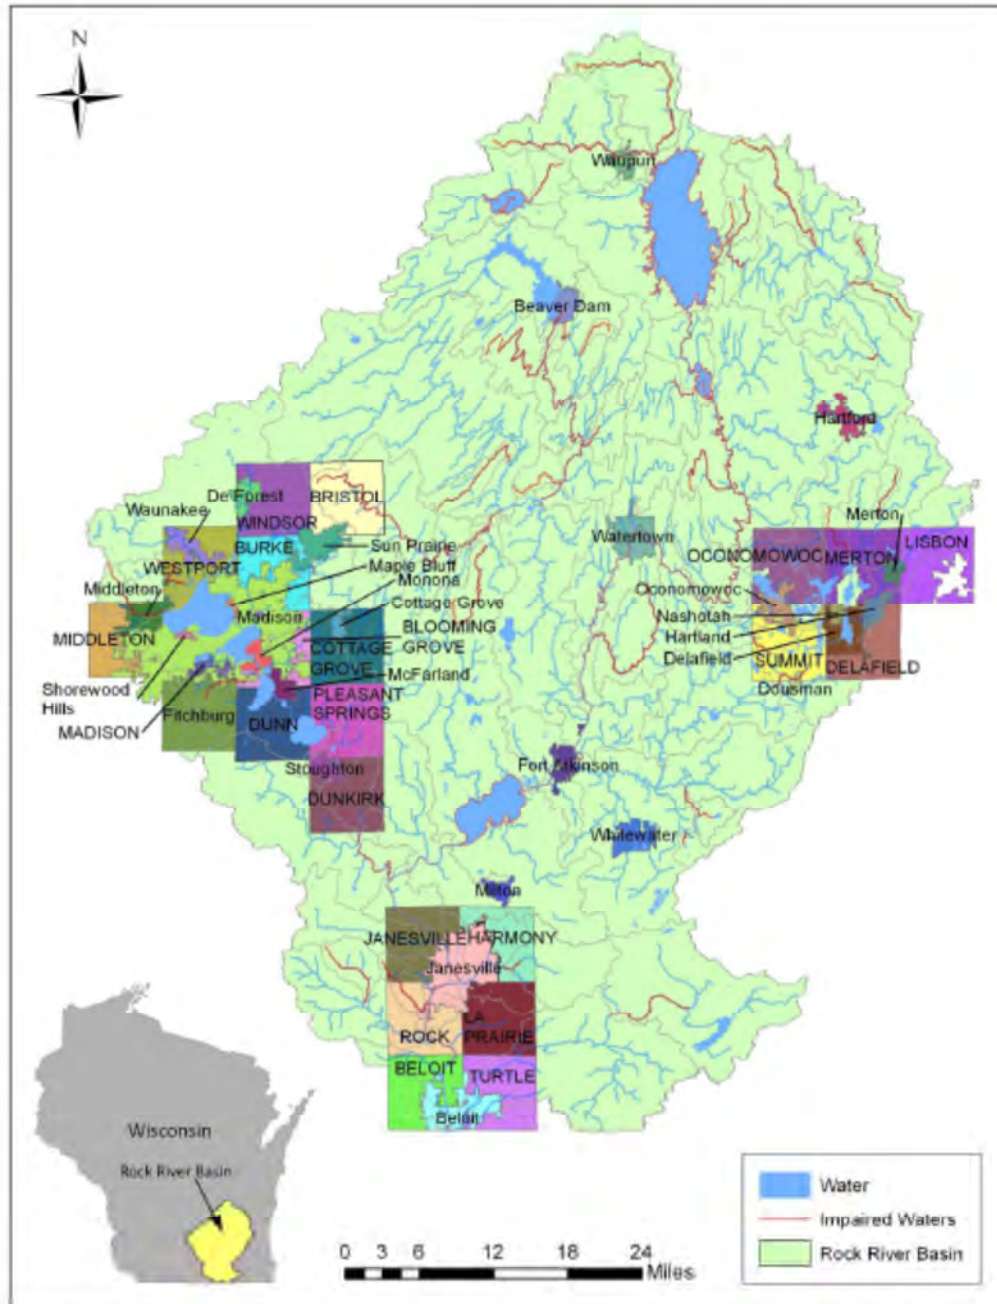 N
Waupun
Beaver Dam
Hartford
De Forest
BRISTOL
Waunakee
WINDSOR
Merton
BURKE
Sun Prairie
Watertown
OCONOMOWOC
MERTON
LISBON
WESTPORT
Maple Bluff
Monona
Middleton
Oconomowoc
Madison
Cottage Grove
Nashotah
MIDDLETON
BLOOMING
GROVE
COTTAGE
GROVE
Hartland
Delafield
SUMMIT
DELAFIELD
McFarland
Shorewood
Hills
PLEASANT
SPRINGS
Dousman
MADISON
Fitchburg
DUNN
Stoughton
Fort Atkinson
DUNKIRK
Whitewater
Milton
JANESVILLE
HARMONY
Janesville
LA
PRAIRIE
ROCK
BELOIT
TURTLE
Beloit
Wisconsin
Rock River Basin
Water
Impaired Waters
Rock River Basin
0 3 6 12 18 24
Miles